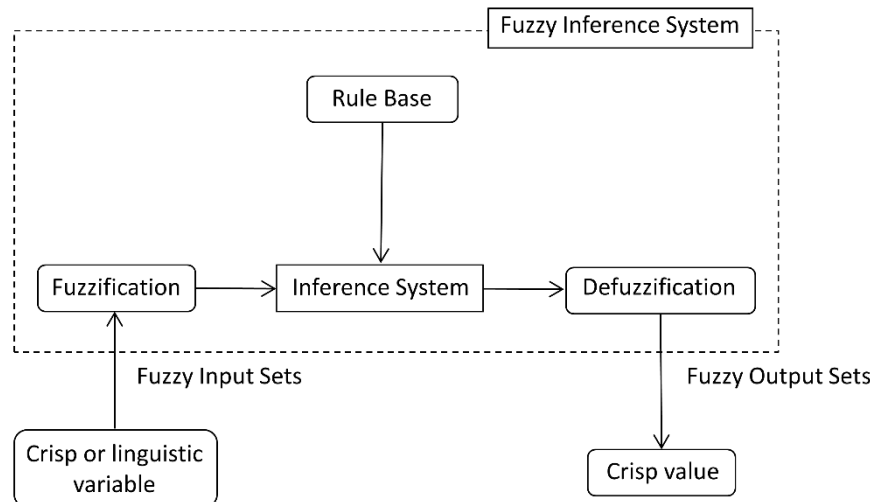 Fuzzy Inference System
Rule Base
Fuzzification
Inference System
Defuzzification
Fuzzy Input Sets
Fuzzy Output Sets
Crisp or linguistic
variable
Crisp value